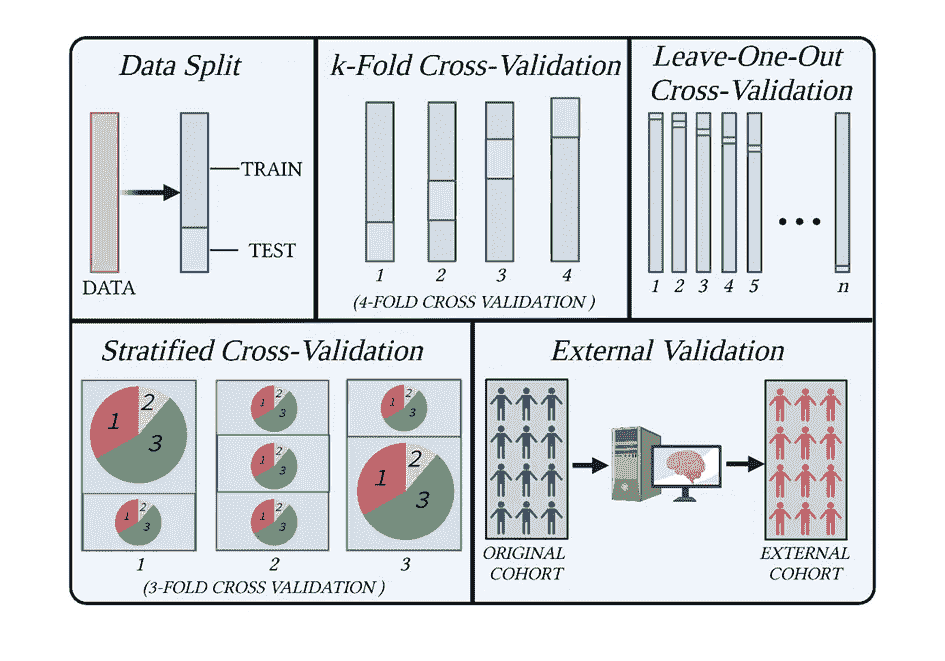 Data Split
DATA
TRAIN
TEST
k-Fold Cross-Validation
1 2 3 4
(4-FOLD CROSS VALIDATION )
Leave-One-Out
Cross-Validation
1 2 3 4 5 n
Stratified Cross-Validation
1 2 3
1 2 3
1 2 3
1 2 3
1 2 3
1 2 3
1 2 3
1 2 3
(3-FOLD CROSS VALIDATION )
External Validation
ORIGINAL
COHORT
EXTERNAL
COHORT